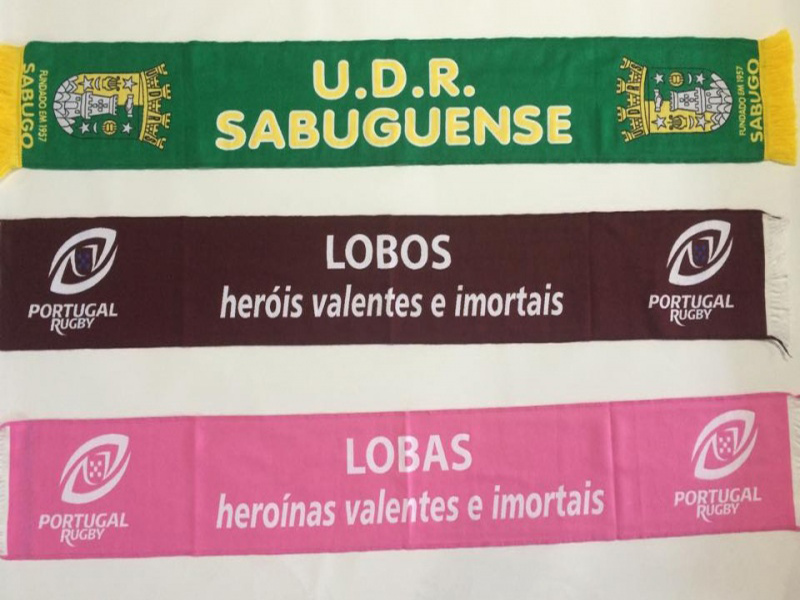 FUNDADO EM 1957
SABUGO
U.D.R.
SABUGUENSE
FUNDADO EM 1957
SABUGO
PORTUGAL
RUGBY
LOBOS
heróis valentes e imortais
PORTUGAL
RUGBY
PORTUGAL
RUGBY
LOBAS
heroínas valentes e imortais
PORTUGAL
RUGBY